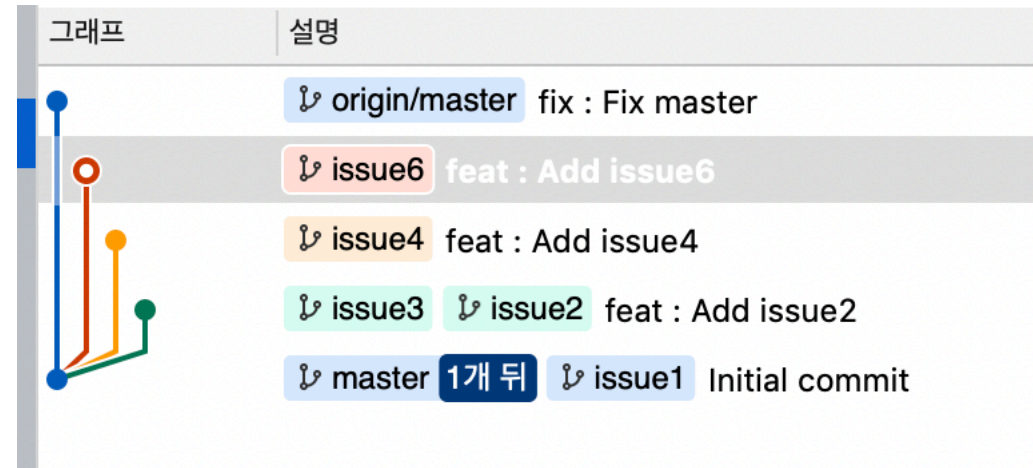 그래프 설명
origin/master fix : Fix master
issue6 feat : Add issue6
issue4 feat : Add issue4
issue3 issue2 feat : Add issue2
master 1개 뒤 issue1 Initial commit